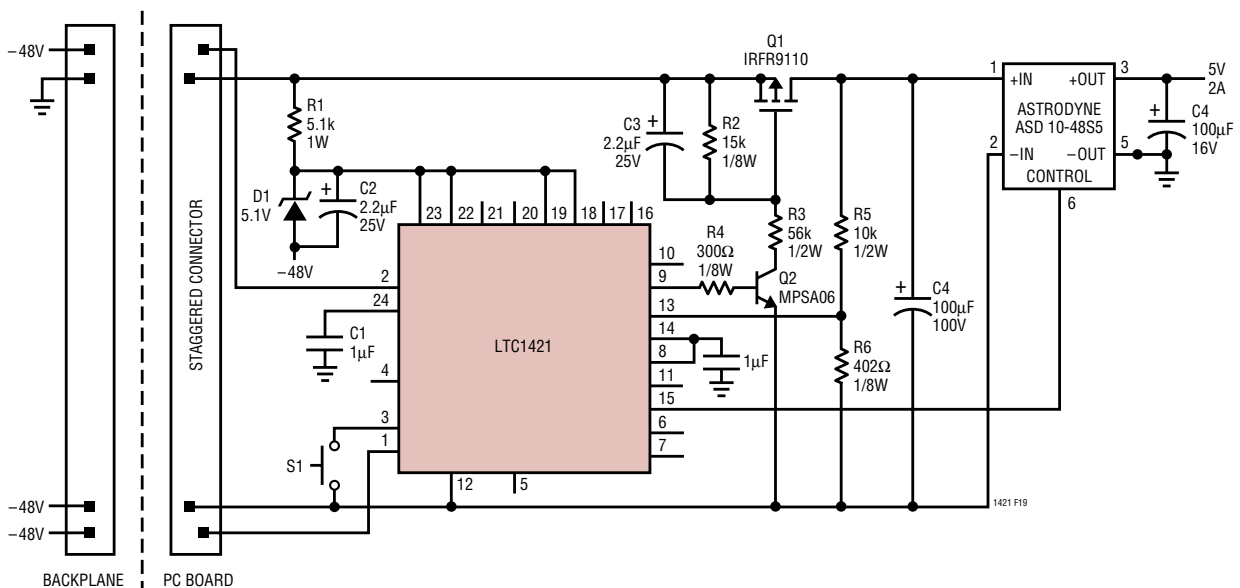 –48V
–48V
–48V
BACKPLANE
PC BOARD
STAGGERED CONNECTOR
R1
5.1k
1W
D1
5.1V
C2
2.2µF
25V
–48V
C1
1µF
S1
23
22
21
20
19
18
17
16
2
24
4
3
1
12
5
LTC1421
10
9
13
14
8
11
15
6
7
R4
300Ω
1/8W
1µF
C3
2.2µF
25V
R2
15k
1/8W
Q1
IRFR9110
R3
56k
1/2W
Q2
MPSA06
R5
10k
1/2W
R6
402Ω
1/8W
C4
100µF
100V
1
+IN
+OUT
3
ASTRODYNE
ASD 10-48S5
2
–IN
–OUT
5
CONTROL
6
5V
2A
C4
100µF
16V
1421 F19
+
+
+
+
+